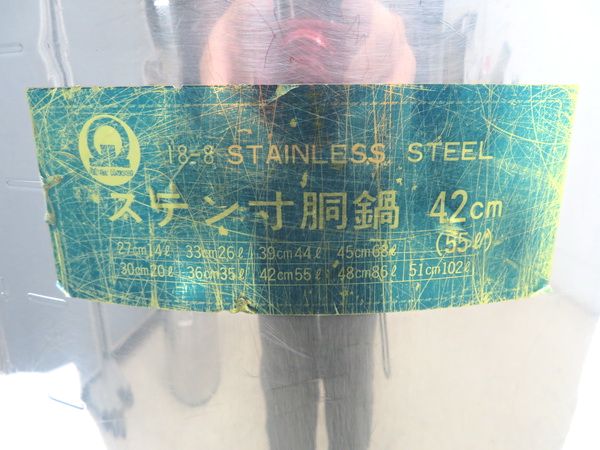 18-8 STAINLESS STEEL
ステン寸胴鍋 42cm
(55ℓ)
27cm14ℓ 33cm26ℓ 39cm44ℓ 45cm68ℓ
30cm20ℓ 36cm35ℓ 42cm55ℓ 48cm86ℓ 51cm102ℓ